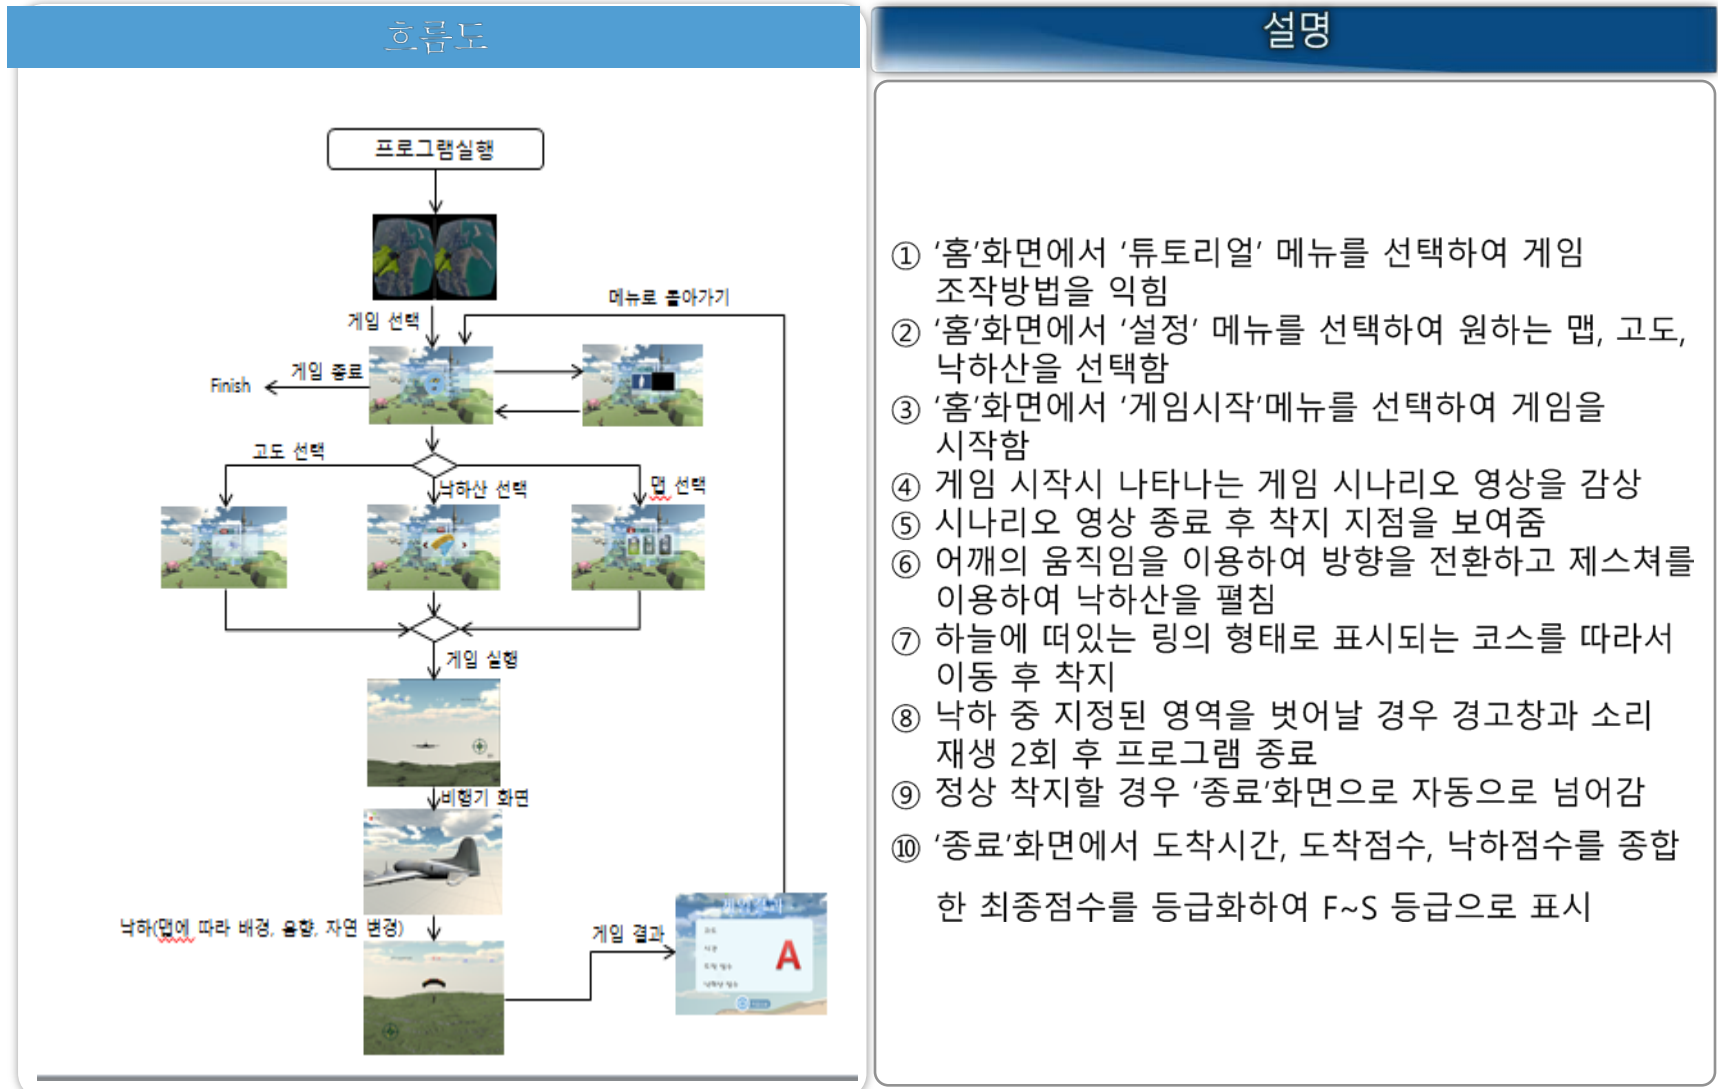 흐름도
프로그램실행
게임 선택
메뉴로 돌아가기
게임 종료
Finish
고도 선택
낙하산 선택
맵 선택
게임 실행
비행기 화면
낙하(맵에 따라 배경, 음향, 자연 변경)
게임 결과
A
설명
① ‘홈’화면에서 ‘튜토리얼’ 메뉴를 선택하여 게임
조작방법을 익힘
② ‘홈’화면에서 ‘설정’ 메뉴를 선택하여 원하는 맵, 고도,
낙하산을 선택함
③ ‘홈’화면에서 ‘게임시작’메뉴를 선택하여 게임을
시작함
④ 게임 시작시 나타나는 게임 시나리오 영상을 감상
⑤ 시나리오 영상 종료 후 착지 지점을 보여줌
⑥ 어깨의 움직임을 이용하여 방향을 전환하고 제스쳐를
이용하여 낙하산을 펼침
⑦ 하늘에 떠있는 링의 형태로 표시되는 코스를 따라서
이동 후 착지
⑧ 낙하 중 지정된 영역을 벗어날 경우 경고창과 소리
재생 2회 후 프로그램 종료
⑨ 정상 착지할 경우 ‘종료’화면으로 자동으로 넘어감
⑩ ‘종료’화면에서 도착시간, 도착점수, 낙하점수를 종합
한 최종점수를 등급화하여 F~S 등급으로 표시